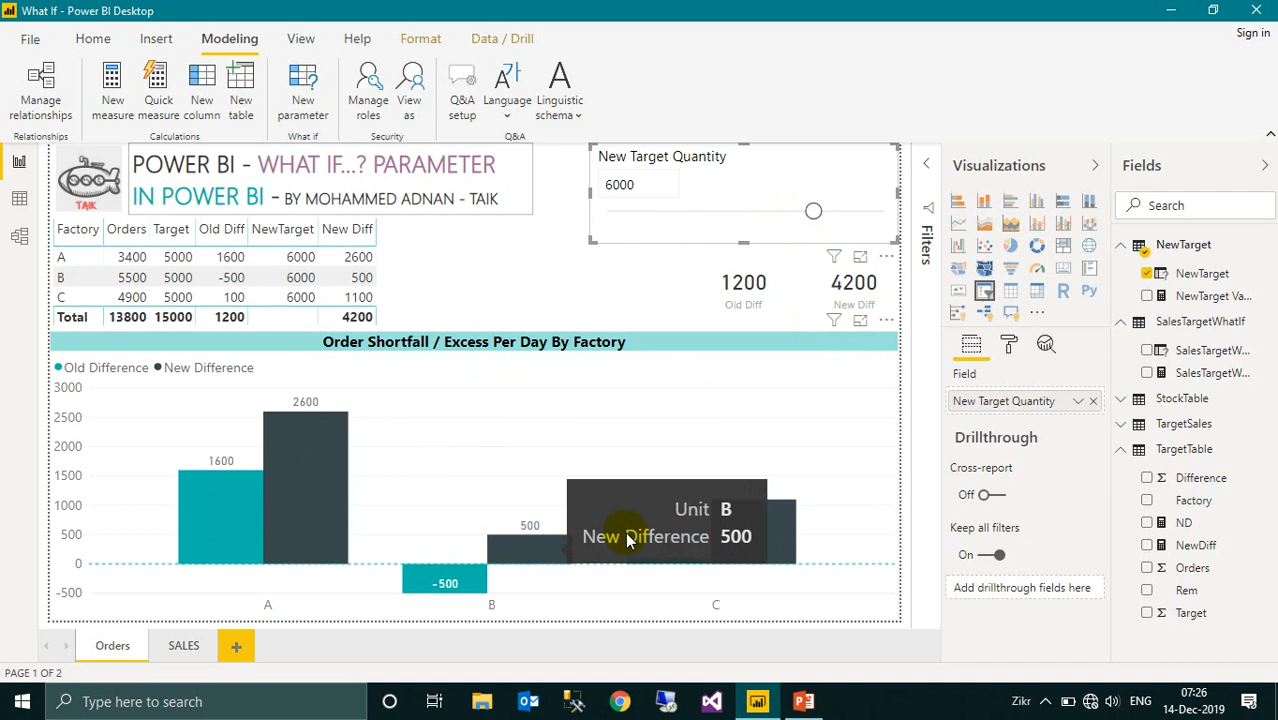 What If - Power BI Desktop
File Home Insert Modeling View Help Format Data / Drill
Sign in
Manage relationships
New measure
Quick measure
New column
New table
New parameter
Manage roles
View as
Q&A setup
Language
Linguistic schema
Relationships Calculations What if Security Q&A
TAIK
POWER BI - WHAT IF...? PARAMETER
IN POWER BI - BY MOHAMMED ADNAN - TAIK
New Target Quantity
6000
Factory Orders Target Old Diff NewTarget New Diff
A 3400 5000 1600 6000 2600
B 5500 5000 -500 6000 500
C 4900 5000 100 6000 1100
Total 13800 15000 1200 4200
1200
Old Diff
4200
New Diff
Order Shortfall / Excess Per Day By Factory
Old Difference New Difference
3000
2500
2000
1500
1000
500
0
-500
1600
2600
-500
500
Unit B
New Difference 500
A B C
Filters
Visualizations
Field
New Target Quantity
Drillthrough
Cross-report
Off
Keep all filters
On
Add drillthrough fields here
Fields
Search
NewTarget
NewTarget
NewTarget Va...
SalesTargetWhatIf
SalesTargetW...
SalesTargetW...
StockTable
TargetSales
TargetTable
Difference
Factory
ND
NewDiff
Orders
Rem
Target
Orders SALES
PAGE 1 OF 2
Type here to search
Zikr
ENG
07:26
14-Dec-2019